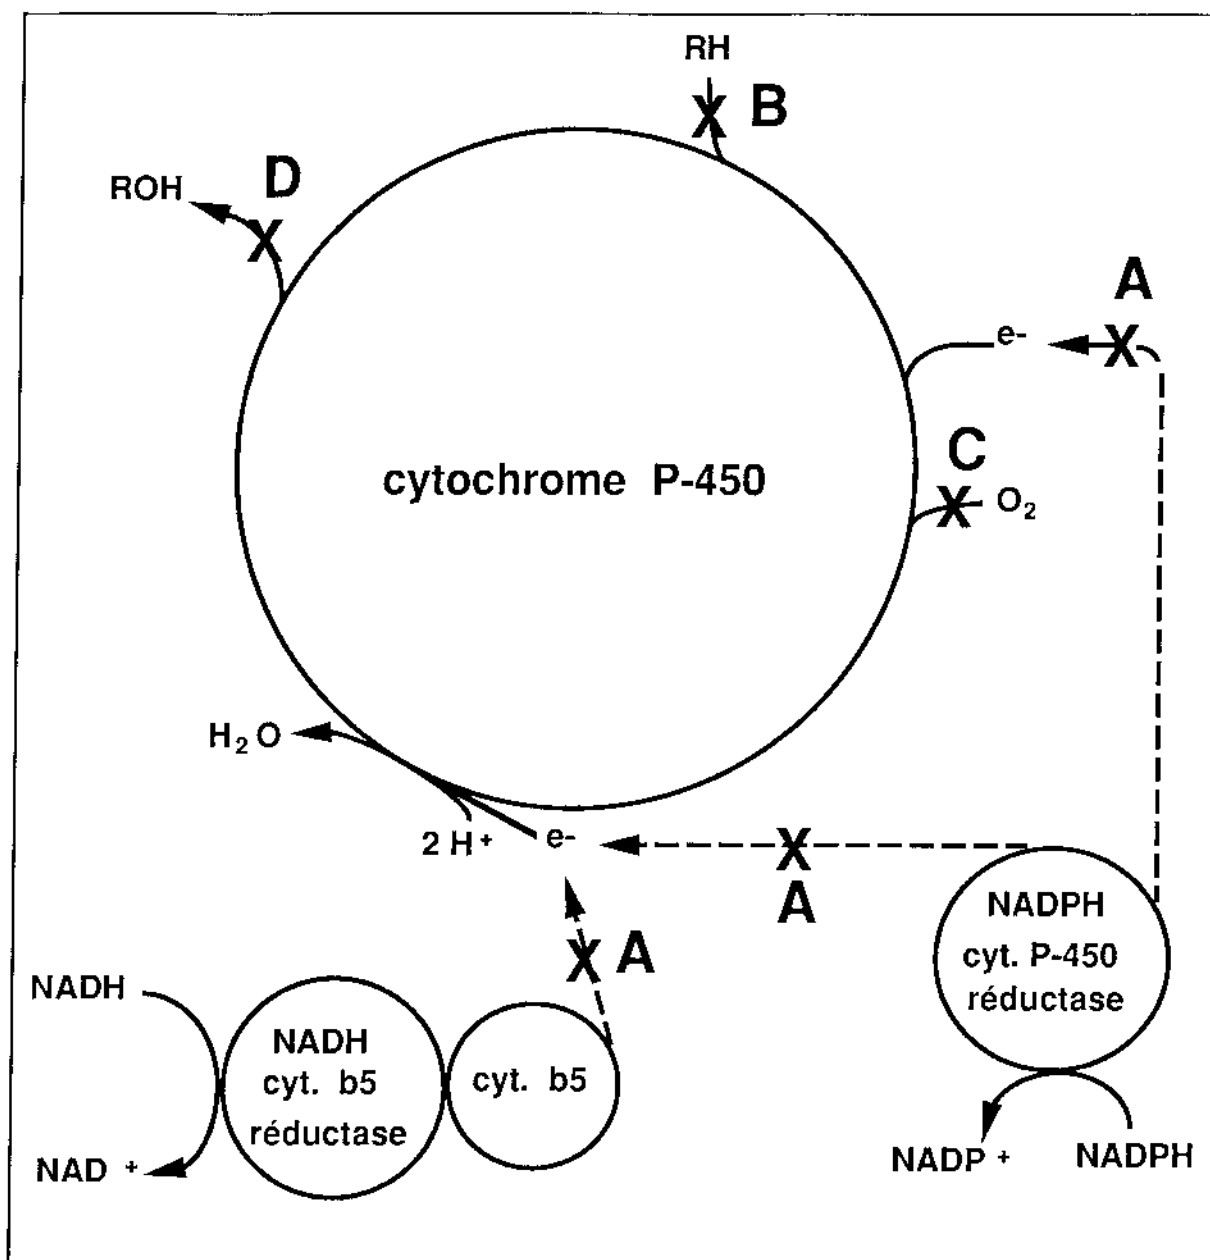 RH
X B
D
ROH
X
A
e-
X
C
cytochrome P-450
X O₂
H₂O
2 H⁺ e-
X
A
NADPH
cyt. P-450
réductase
X A
NADH
NADH
cyt. b5
réductase
cyt. b5
NAD⁺
NADP⁺ NADPH